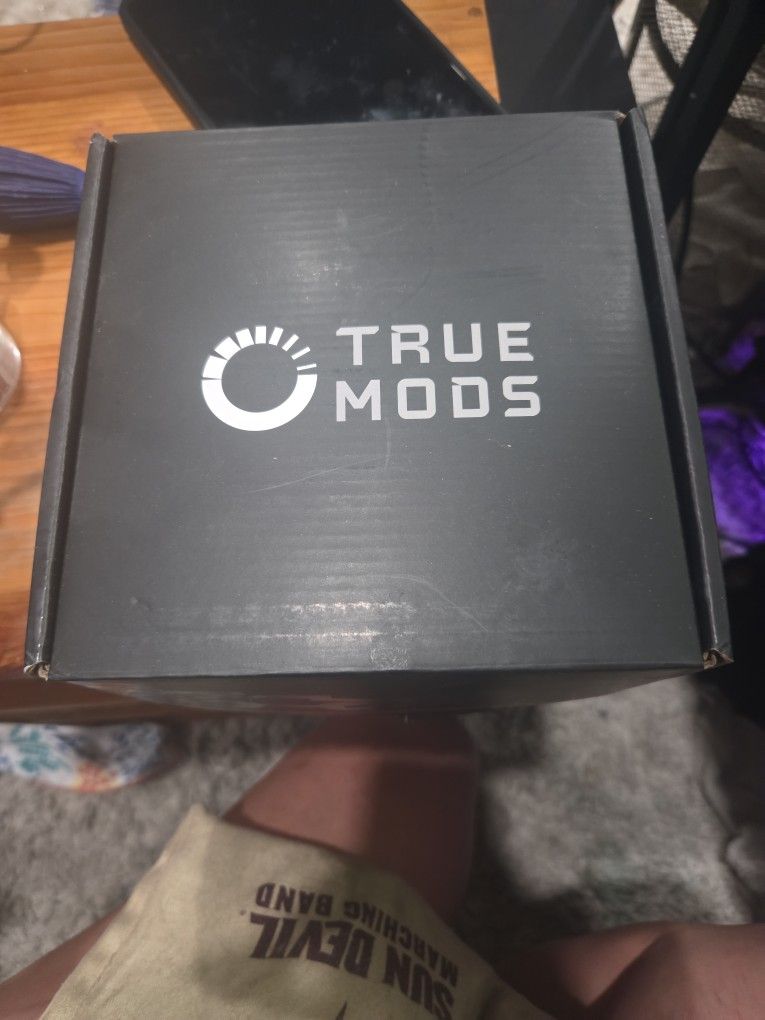 TRUE
MODS
SUN DEVIL
MARCHING BAND